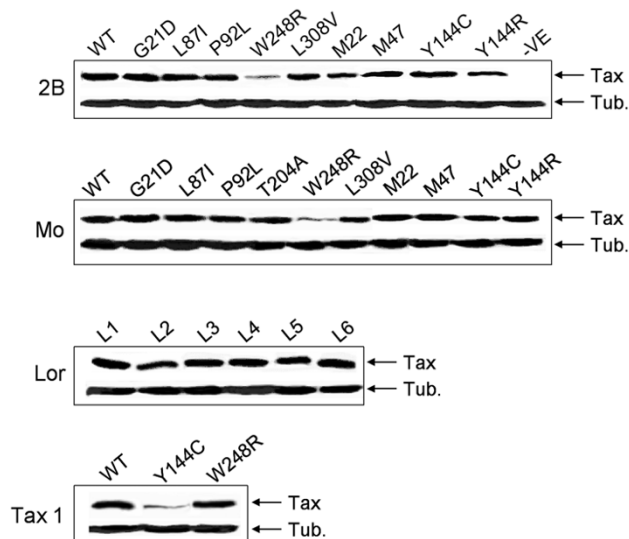 WT G21D L87I P92L W248R L308V M22 M47 Y144C Y144R -VE
2B Tax
Tub.
WT G21D L87I P92L T204A W248R L308V M22 M47 Y144C Y144R
Mo Tax
Tub.
L1 L2 L3 L4 L5 L6
Lor Tax
Tub.
WT Y144C W248R
Tax 1 Tax
Tub.